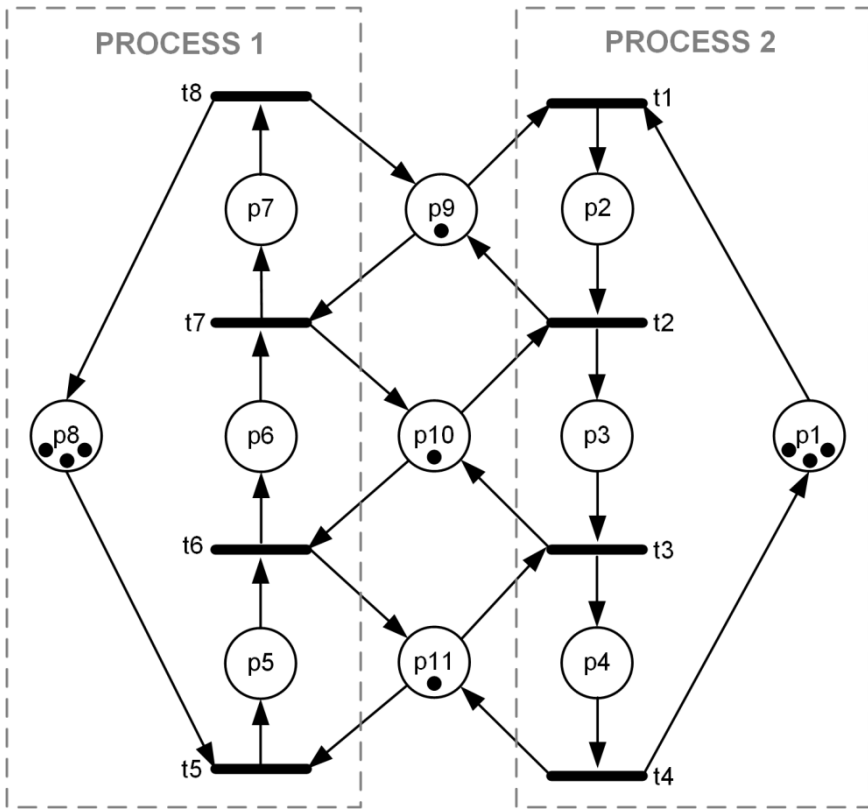 PROCESS 1
PROCESS 2
t8
t1
p7
p9
p2
t7
t2
p8
p6
p10
p3
p1
t6
t3
p5
p11
p4
t5
t4